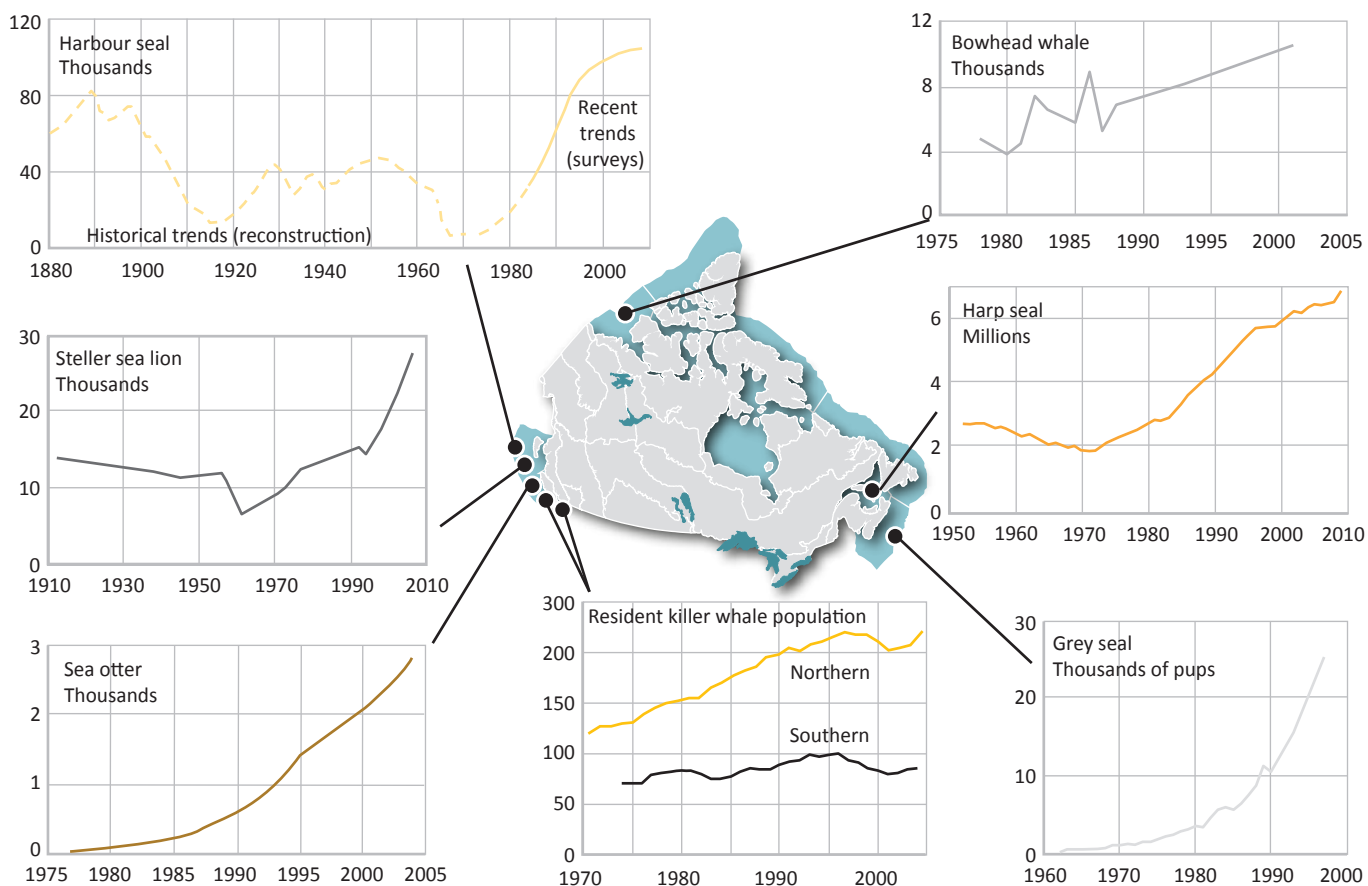 120
80
40
0
Harbour seal
Thousands
Recent
trends
(surveys)
Historical trends (reconstruction)
1880 1900 1920 1940 1960 1980 2000
12
8
4
0
Bowhead whale
Thousands
1975 1980 1985 1990 1995 2000 2005
30
20
10
0
Steller sea lion
Thousands
1910 1930 1950 1970 1990 2010
6
4
2
0
Harp seal
Millions
1950 1960 1970 1980 1990 2000 2010
3
2
1
0
Sea otter
Thousands
1975 1980 1985 1990 1995 2000 2005
300
250
200
150
100
50
0
Resident killer whale population
Northern
Southern
1970 1980 1990 2000
30
20
10
0
Grey seal
Thousands of pups
1960 1970 1980 1990 2000